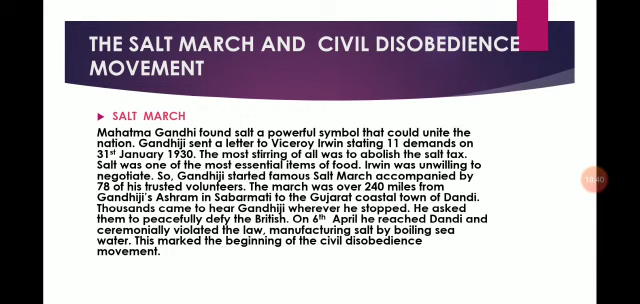 THE SALT MARCH AND CIVIL DISOBEDIENCE
MOVEMENT
SALT MARCH
Mahatma Gandhi found salt a powerful symbol that could unite the
nation. Gandhiji sent a letter to Viceroy Irwin stating 11 demands on
31st January 1930. The most stirring of all was to abolish the salt tax.
Salt was one of the most essential items of food. Irwin was unwilling to
negotiate. So, Gandhiji started famous Salt March accompanied by
78 of his trusted volunteers. The march was over 240 miles from
Gandhiji's Ashram in Sabarmati to the Gujarat coastal town of Dandi.
Thousands came to hear Gandhiji wherever he stopped. He asked
them to peacefully defy the British. On 6th April he reached Dandi and
ceremonially violated the law, manufacturing salt by boiling sea
water. This marked the beginning of the civil disobedience
movement.
18:40